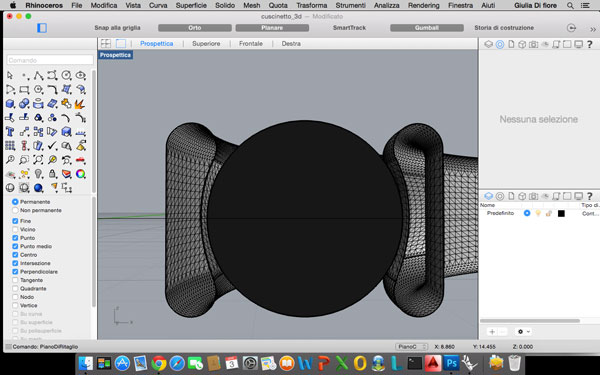 Rhinoceros File Modifica Vista Curva Superficie Solido Mesh Quota Trasforma Strumenti Analizza Rendering Finestra Aiuto Giulia Di fiore
cuscinetto_3d — Modificato
Snap alla griglia Orto Planare SmartTrack Gumball Storia di costruzione
Prospettica Superiore Frontale Destra
Prospettica
Comando
Nessuna selezione
Permanente
Non permanente
Fine
Vicino
Punto
Punto medio
Centro
Intersezione
Perpendicolare
Tangente
Quadrante
Nodo
Vertice
Su curva
Su superficie
Su polisuperficie
Nome Tipo di...
Predefinito Cont...
Comando: PianoDiRitaglio PianoC X: 8.860 Y: 14.455 Z: 0.000